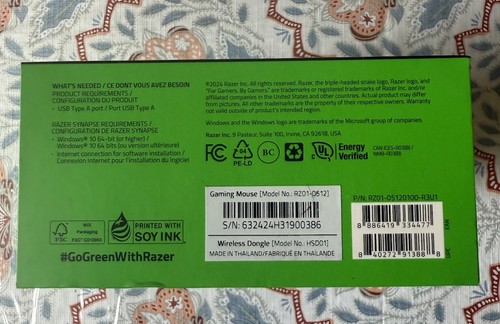 WHAT'S NEEDED / CE DONT VOUS AVEZ BESOIN
PRODUCT REQUIREMENTS /
CONFIGURATION DU PRODUIT
- USB Type A port / Port USB Type A
RAZER SYNAPSE REQUIREMENTS /
CONFIGURATION DE RAZER SYNAPSE
- Windows® 10 64-bit (or higher) /
Windows® 10 64 bits (ou version ultérieure)
- Internet connection for software installation /
Connexion Internet pour l'installation du logiciel
FSC
MIX
Packaging
PRINTED WITH
SOY INK
#GoGreenWithRazer
©2024 Razer Inc. All rights reserved. Razer, the triple-headed snake logo, Razer logo, and
"For Gamers. By Gamers." are trademarks or registered trademarks of Razer Inc. and/or
affiliated companies in the United States and other countries. Actual product may differ
from pictures. All other trademarks are the property of their respective owners. Warranty
not valid outside of product's intended country.
Windows and the Windows logo are trademarks of the Microsoft group of companies.
Razer Inc. 9 Pasteur, Suite 100, Irvine, CA 92618, USA
FC
04
PE-LD
BC
UL
Energy
Verified
Gaming Mouse [Model No.: RZ01-0512]
S/N: 632424H31900386
Wireless Dongle [Model No.: HSD01]
MADE IN THAILAND/FABRIQUÉ EN THAÏLANDE
P/N: RZ01-05120100-R3U1
8 886419 334477
EAN
8 40272 91388 8
UPC